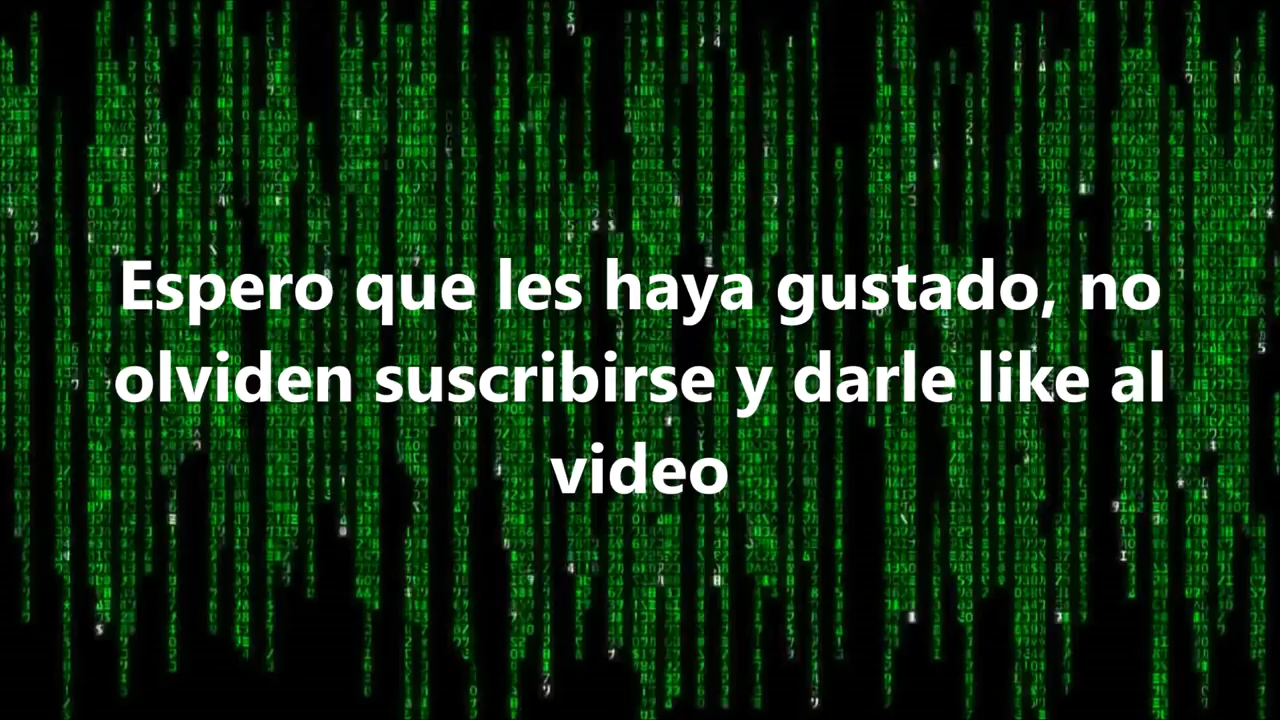 Espero que les haya gustado, no
olviden suscribirse y darle like al
video